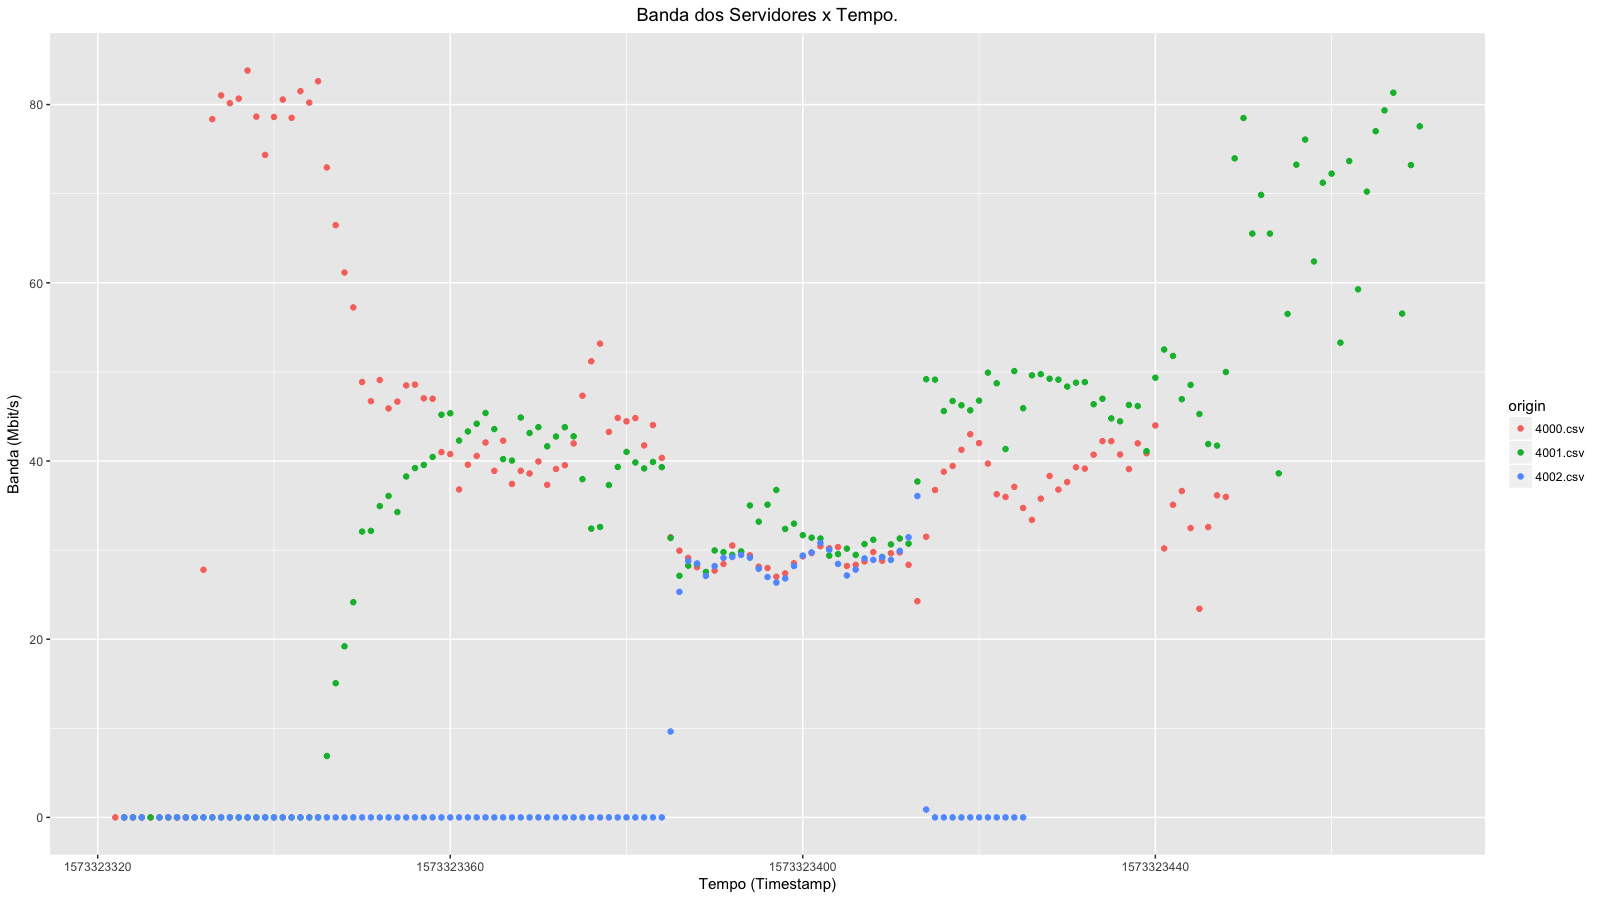 Banda dos Servidores x Tempo.
Banda (Mbit/s)
80
60
40
20
0
1573323320 1573323360 1573323400 1573323440
Tempo (Timestamp)
origin
4000.csv
4001.csv
4002.csv